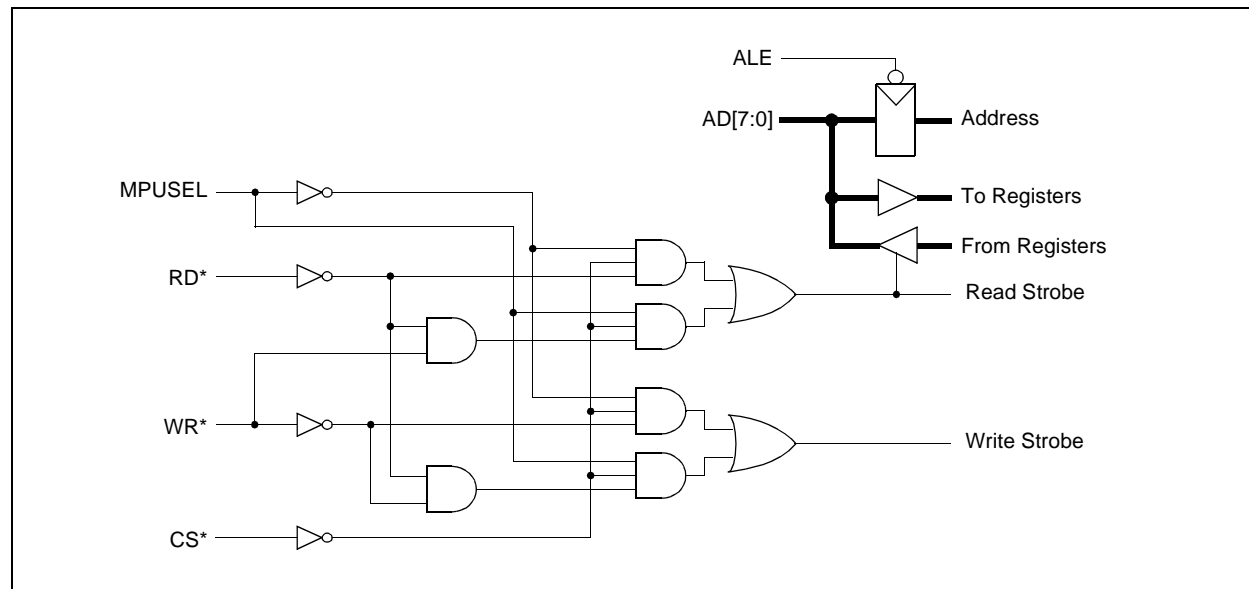 ALE
AD[7:0]
Address
MPUSEL
To Registers
From Registers
RD*
Read Strobe
WR*
Write Strobe
CS*